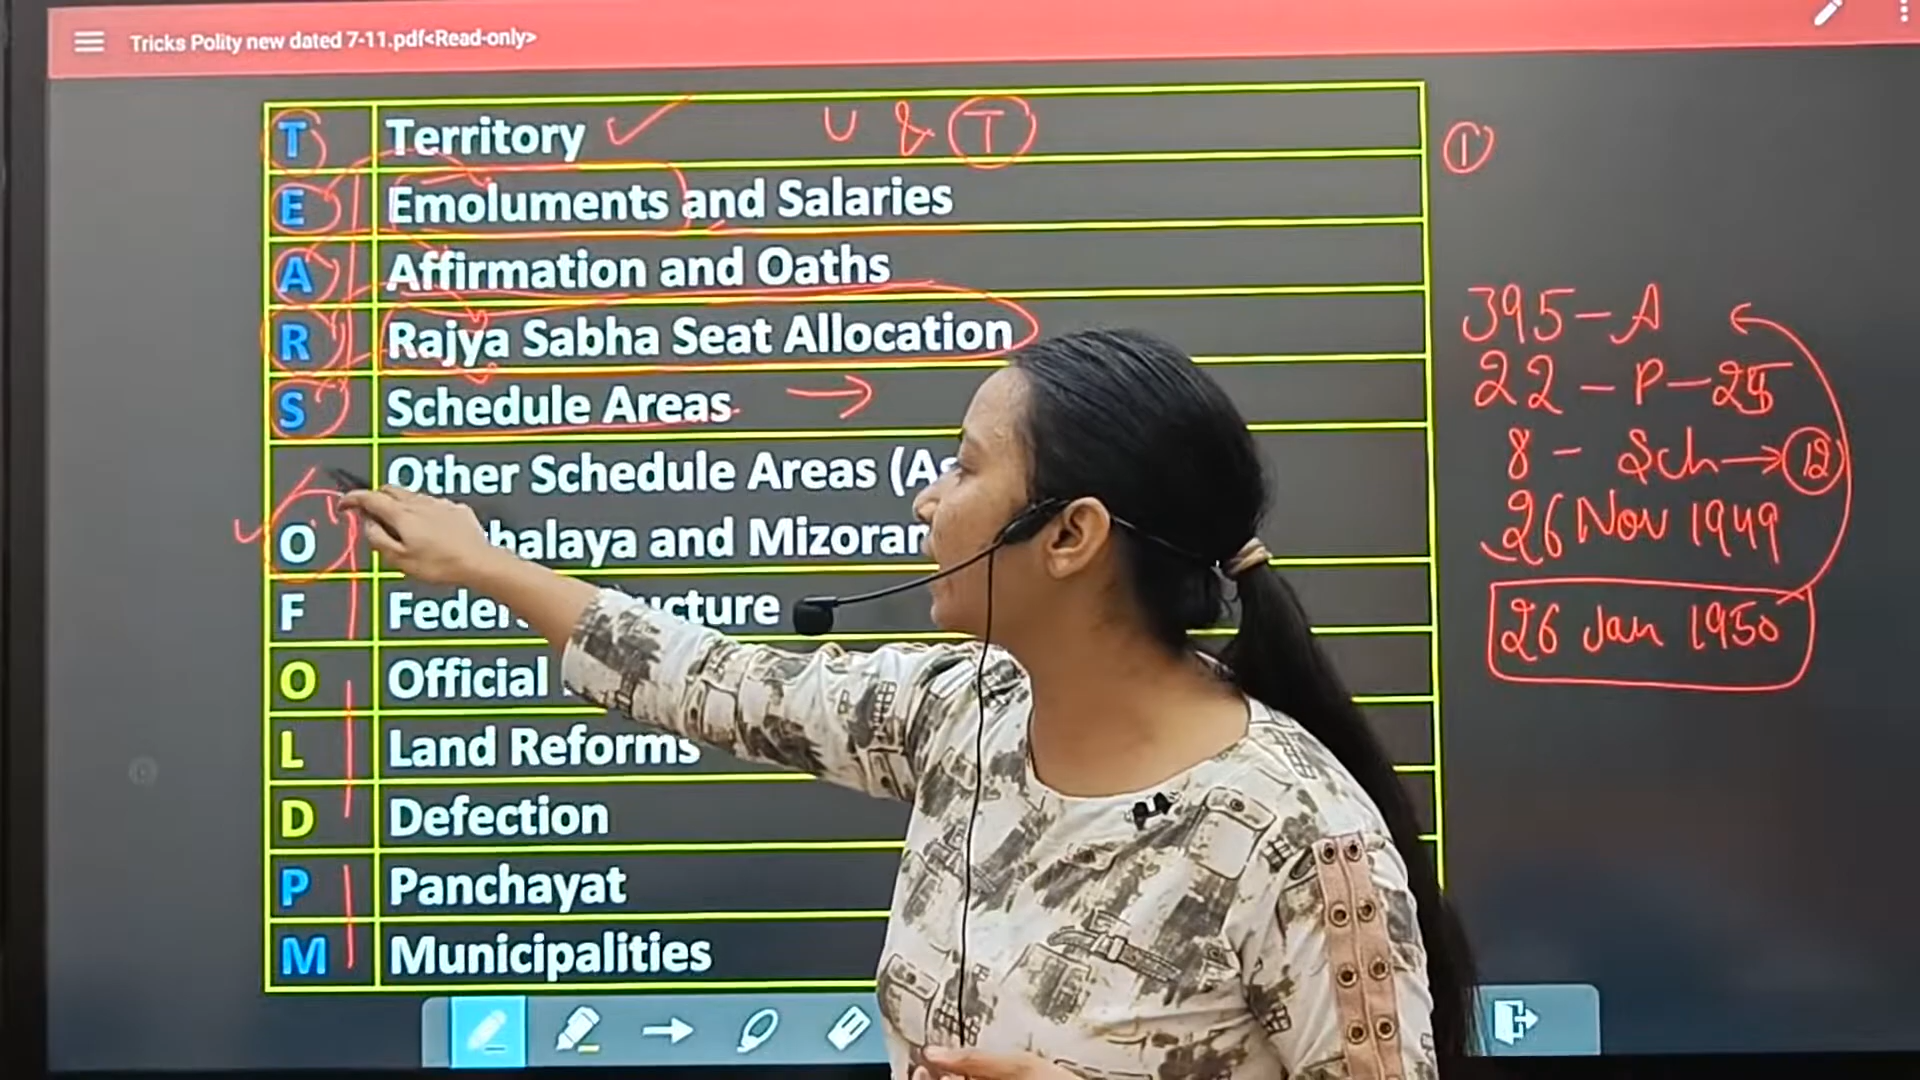 Tricks Polity new dated 7-11.pdf<Read-only>
T Territory U & T
1
E Emoluments and Salaries
A Affirmation and Oaths
R Rajya Sabha Seat Allocation
S Schedule Areas →
Other Schedule Areas
O and
F
O Official
L Land Reforms
D Defection
P Panchayat
M Municipalities
395 - A
22 - P - 25
8 - Sch → 12
26 Nov 1949
26 Jan 1950